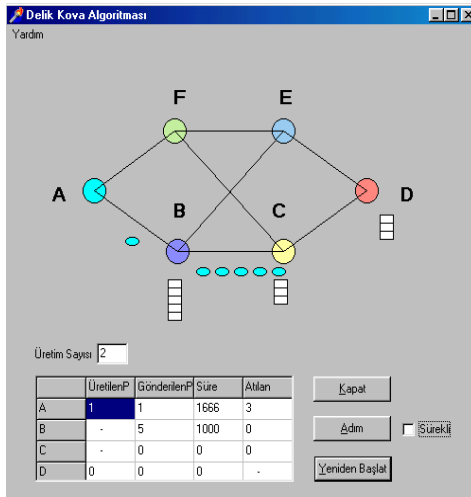 Delik Kova Algoritması
Yardım
F E
A D
B C
Üretim Sayısı 2
ÜretilenP GönderilenP Süre Atılan
A 1 1 1666 3
B - 5 1000 0
C - 0 0 0
D 0 0 0 -
Kapat
Adım Sürekli
Yeniden Başlat